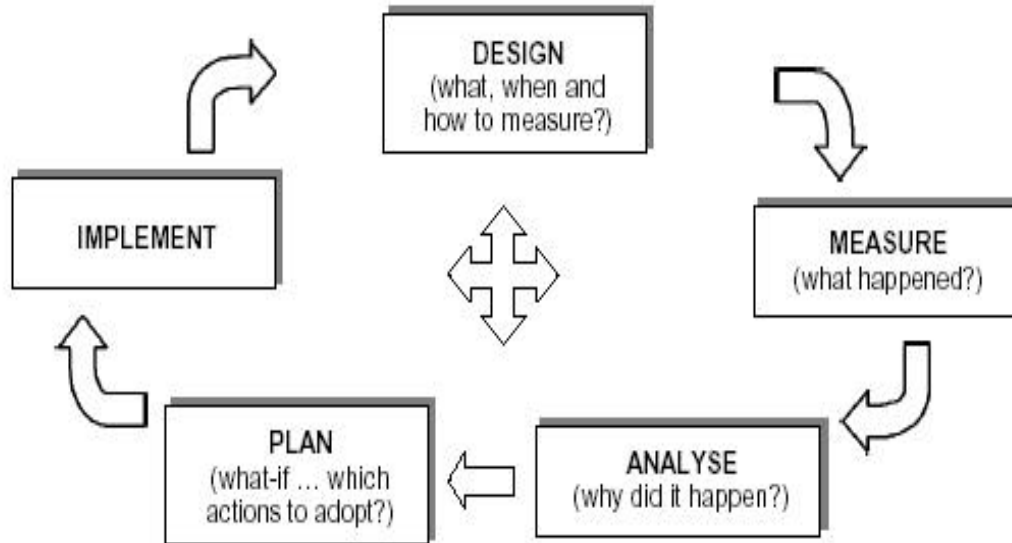 DESIGN
(what, when and
how to measure?)
MEASURE
(what happened?)
ANALYSE
(why did it happen?)
PLAN
(what-if ... which
actions to adopt?)
IMPLEMENT